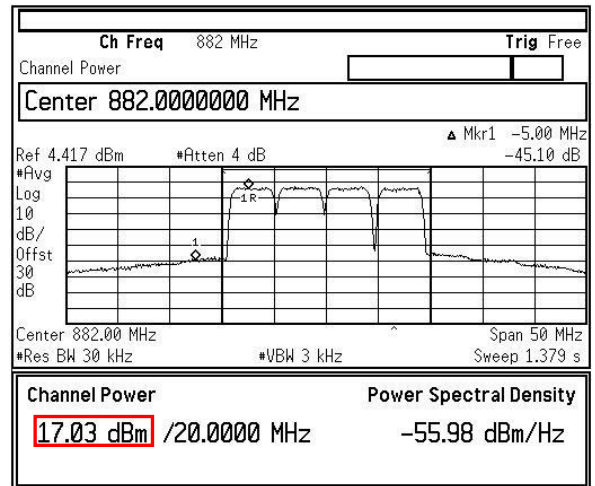 Ch Freq 882 MHz Trig Free
Channel Power
Center 882.0000000 MHz
▲ Mkr1 -5.00 MHz
Ref 4.417 dBm #Atten 4 dB -45.10 dB
#Avg
Log
10
dB/
Offst
30
dB
1R
1
Center 882.00 MHz ^ Span 50 MHz
#Res BW 30 kHz #VBW 3 kHz Sweep 1.379 s
Channel Power Power Spectral Density
17.03 dBm /20.0000 MHz -55.98 dBm/Hz